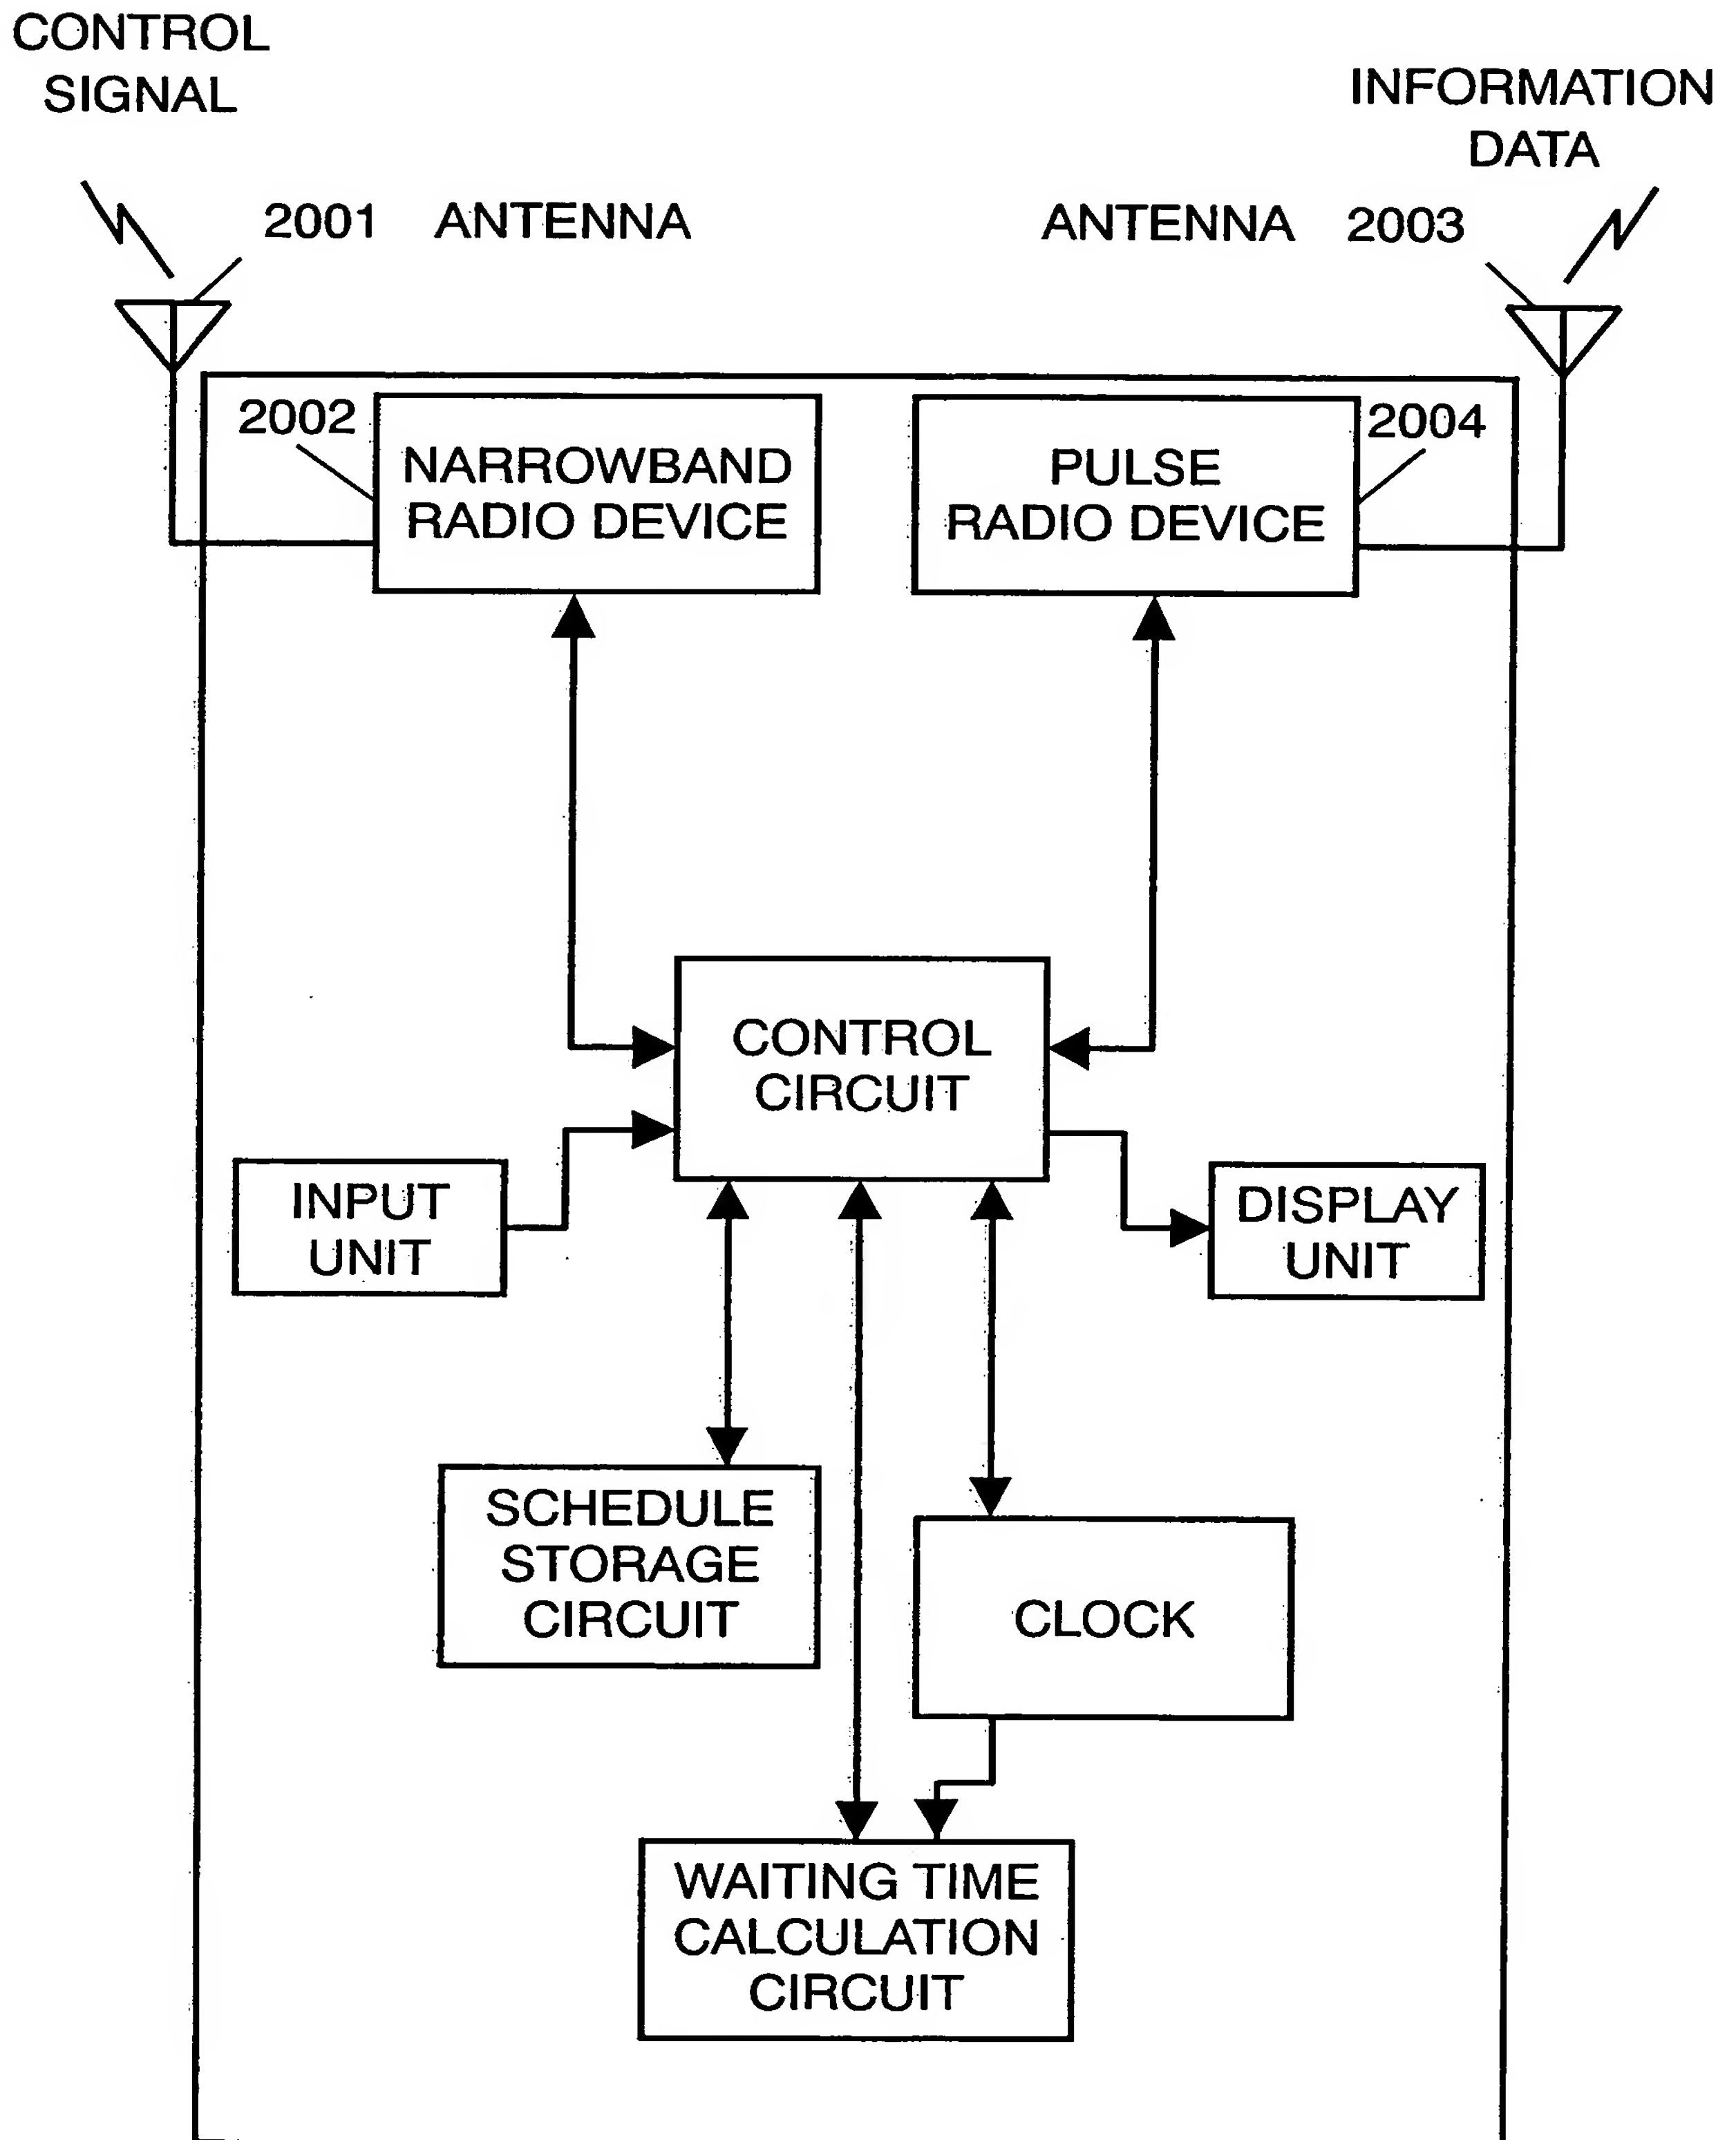 CONTROL
SIGNAL
INFORMATION
DATA
2001 ANTENNA
ANTENNA 2003
2002
NARROWBAND
RADIO DEVICE
PULSE
RADIO DEVICE
2004
CONTROL
CIRCUIT
INPUT
UNIT
DISPLAY
UNIT
SCHEDULE
STORAGE
CIRCUIT
CLOCK
WAITING TIME
CALCULATION
CIRCUIT